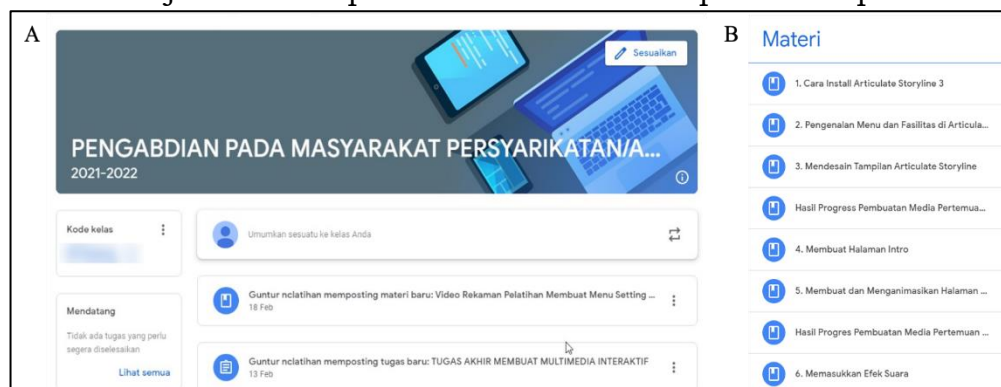 A
Sesuaikan
PENGABDIAN PADA MASYARAKAT PERSYARIKATAN/A...
2021-2022
Kode kelas
Umumkan sesuatu ke kelas Anda
Guntur nclatihan memposting materi baru: Video Rekaman Pelatihan Membuat Menu Setting ...
18 Feb
Mendatang
Tidak ada tugas yang perlu
segera diselesaikan
Lihat semua
Guntur nclatihan memposting tugas baru: TUGAS AKHIR MEMBUAT MULTIMEDIA INTERAKTIF
13 Feb
B
Materi
1. Cara Install Articulate Storyline 3
2. Pengenalan Menu dan Fasilitas di Articula...
3. Mendesain Tampilan Articulate Storyline
Hasil Progress Pembuatan Media Pertemua...
4. Membuat Halaman Intro
5. Membuat dan Menganimasikan Halaman ...
Hasil Progres Pembuatan Media Pertemuan ...
6. Memasukkan Efek Suara